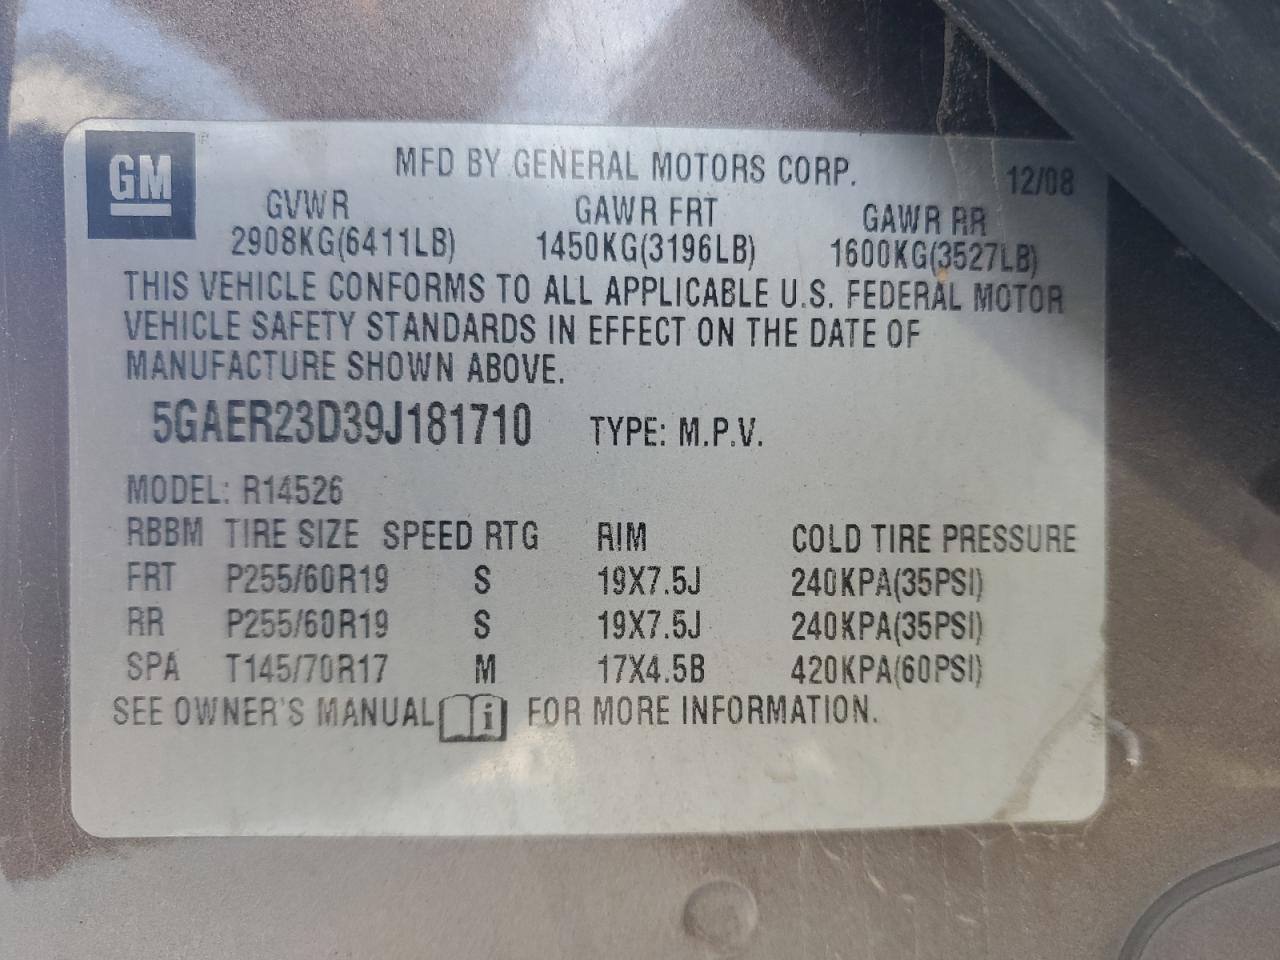 GM
MFD BY GENERAL MOTORS CORP.
12/08
GVWR GAWR FRT GAWR RR
2908KG(6411LB) 1450KG(3196LB) 1600KG(3527LB)
THIS VEHICLE CONFORMS TO ALL APPLICABLE U.S. FEDERAL MOTOR
VEHICLE SAFETY STANDARDS IN EFFECT ON THE DATE OF
MANUFACTURE SHOWN ABOVE.
5GAER23D39J181710 TYPE: M.P.V.
MODEL: R14526
RBBM TIRE SIZE SPEED RTG RIM COLD TIRE PRESSURE
FRT P255/60R19 S 19X7.5J 240KPA(35PSI)
RR P255/60R19 S 19X7.5J 240KPA(35PSI)
SPA T145/70R17 M 17X4.5B 420KPA(60PSI)
SEE OWNER'S MANUAL i FOR MORE INFORMATION.